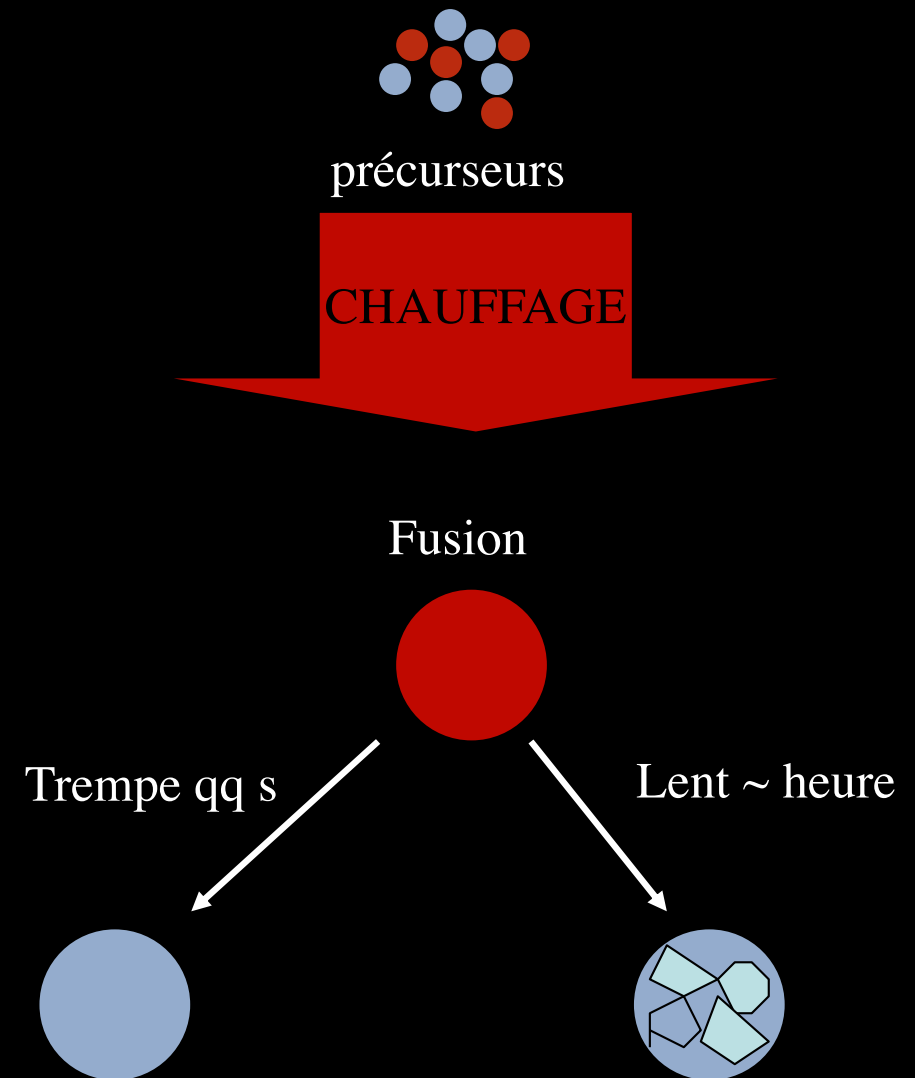 précurseurs
CHAUFFAGE
Fusion
Trempe qq s
Lent ~ heure